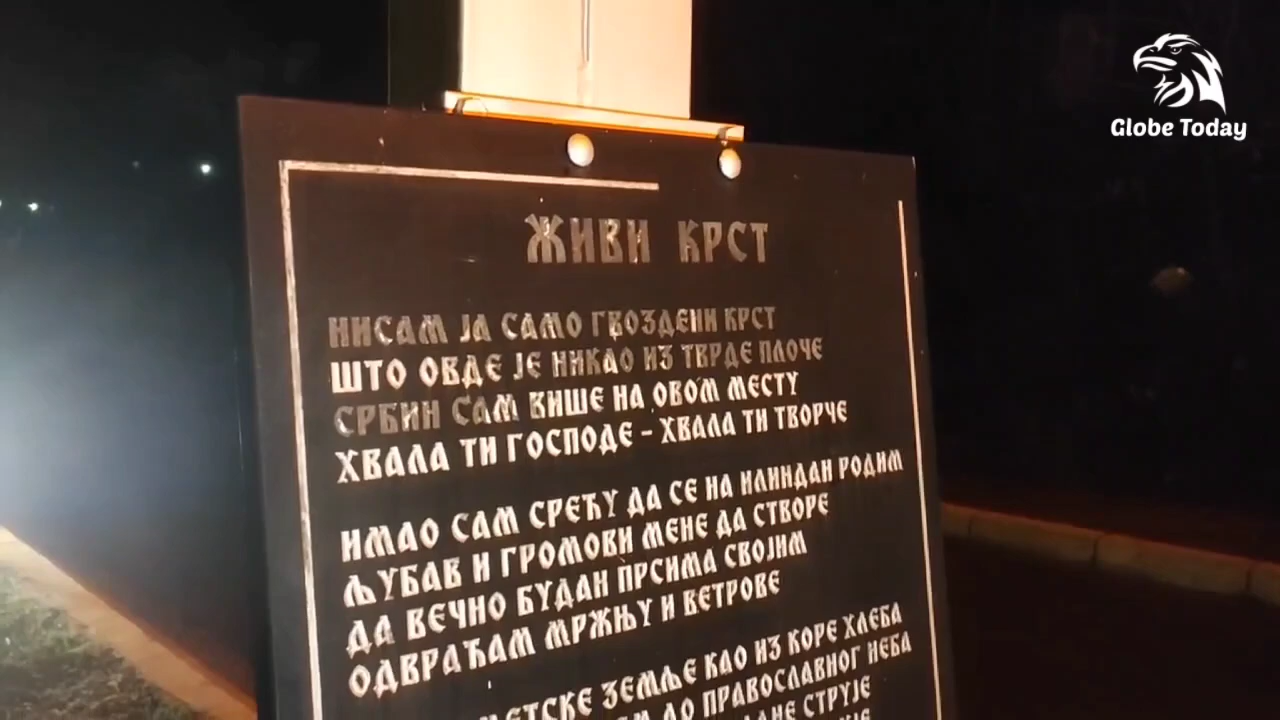 Globe Today
ЖИВИ КРСТ
НИСАМ ЈА САМО ГВОЗДЕНИ КРСТ
ШТО ОВДЕ ЈЕ НИКАО ИЗ ТВРДЕ ПЛОЧЕ
СРБИН САМ ВИШЕ НА ОВОМ МЕСТУ
ХВАЛА ТИ ГОСПОДЕ – ХВАЛА ТИ ТВОРЧЕ
ИМАО САМ СРЕЋУ ДА СЕ НА ИЛИНДАН РОДИМ
ЉУБАВ И ГРОМОВИ МЕНЕ ДА СТВОРЕ
ДА ВЕЧНО БУДАН ПРСИМА СВОЈИМ
ОДВРАЋАМ МРЖЊУ И ВЕТРОВЕ
ЗЕМЉЕ КАО ИЗ КОРЕ ХЛЕБА
ДО ПРАВОСЛАВНОГ НЕБА
СТРУЈЕ